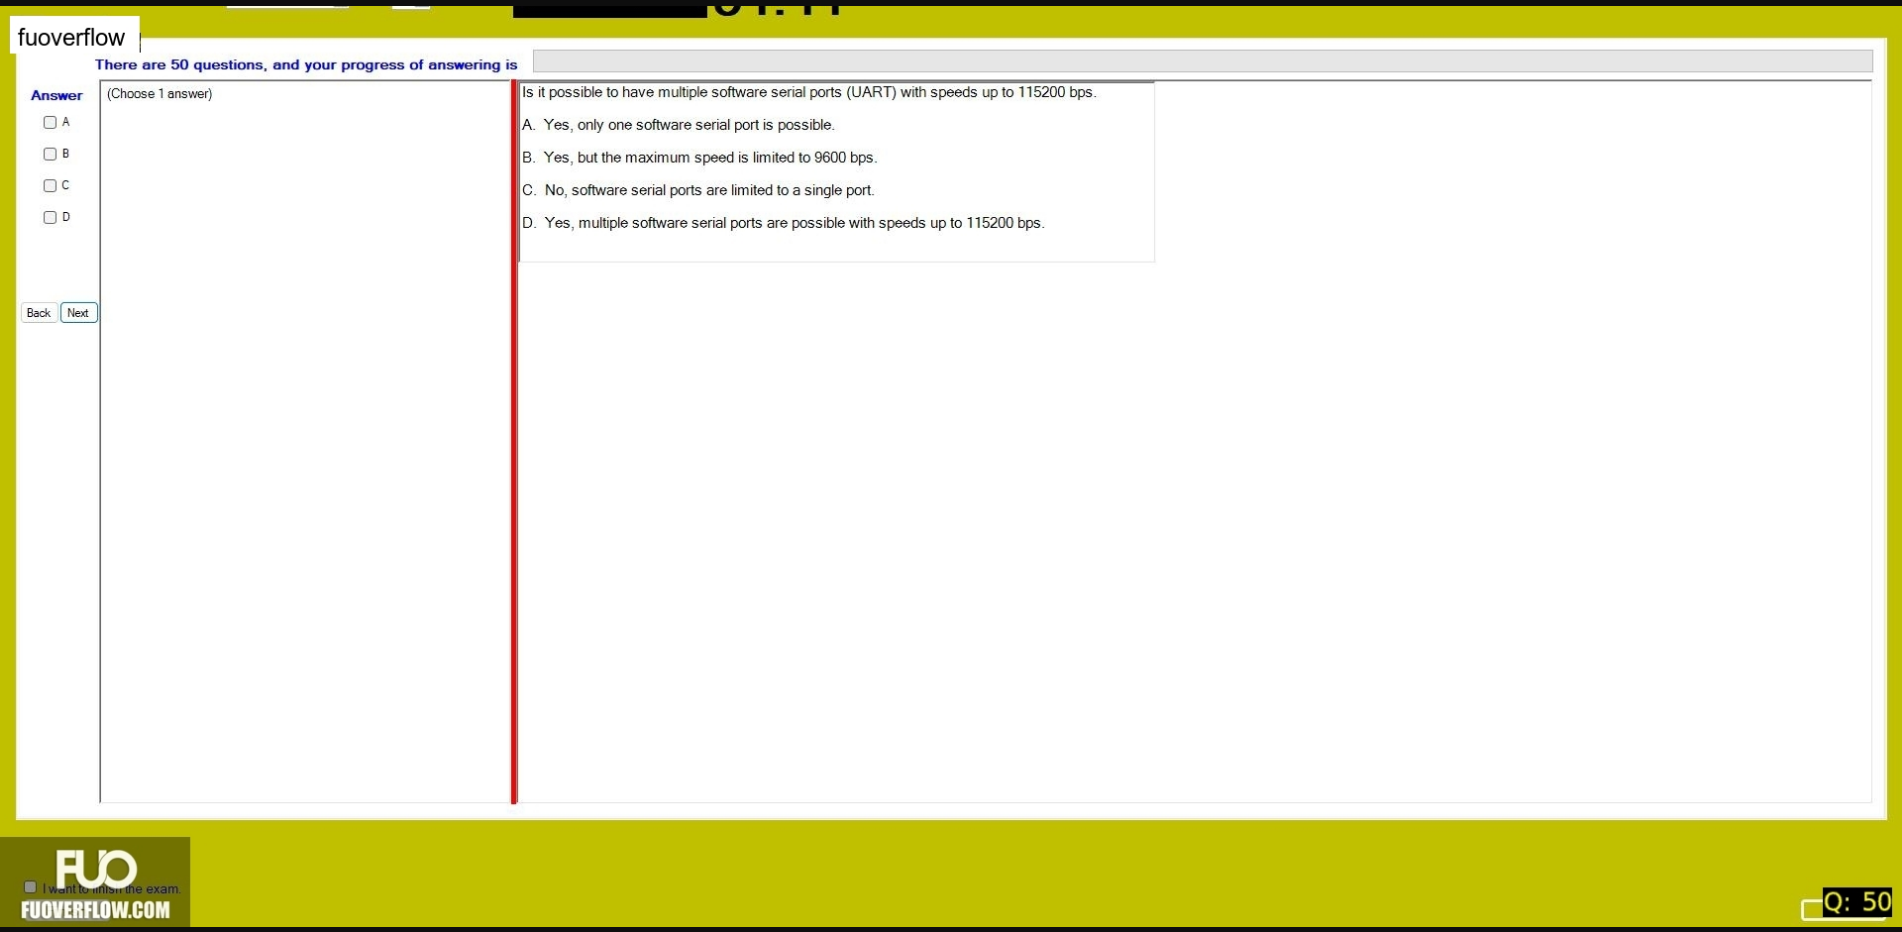 fuoverflow
There are 50 questions, and your progress of answering is
Answer
(Choose 1 answer)
A
B
C
D
Back Next
Is it possible to have multiple software serial ports (UART) with speeds up to 115200 bps.
A. Yes, only one software serial port is possible.
B. Yes, but the maximum speed is limited to 9600 bps.
C. No, software serial ports are limited to a single port.
D. Yes, multiple software serial ports are possible with speeds up to 115200 bps.
FUO
I want to finish the exam.
FUOVERFLOW.COM
Q: 50